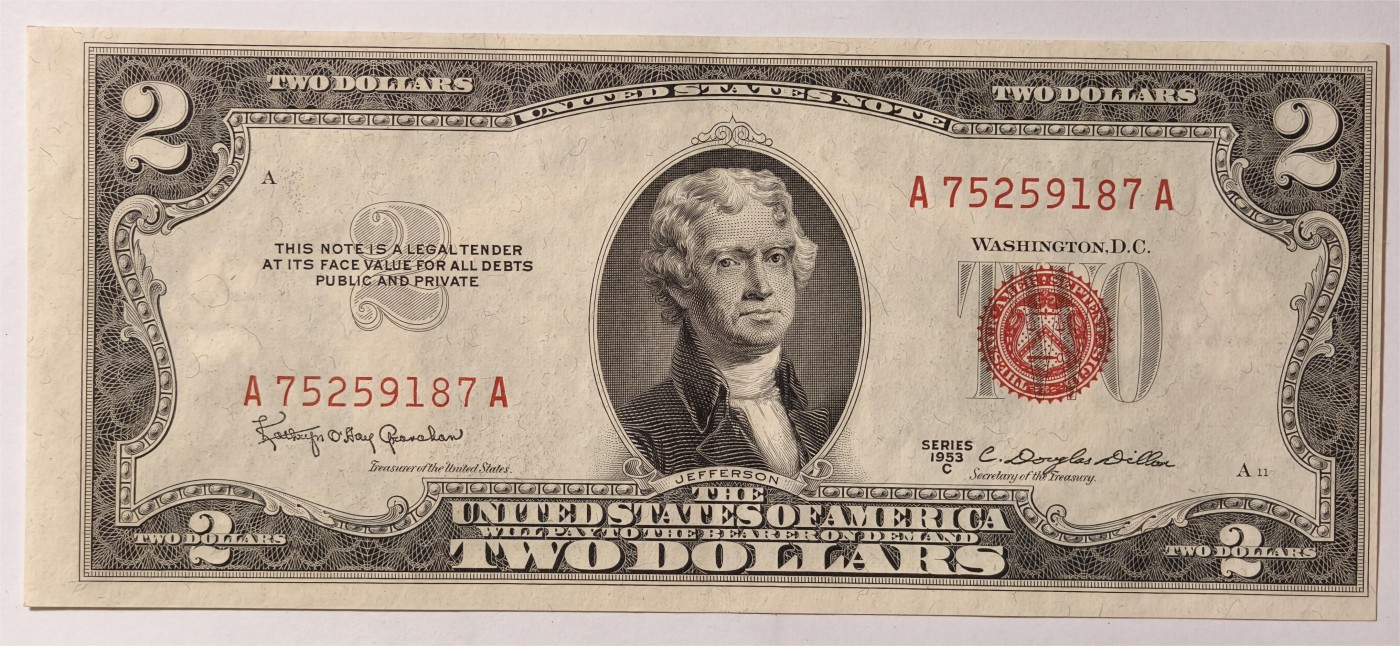 2
TWO DOLLARS
UNITED STATES NOTE
TWO DOLLARS
2
A
2
THIS NOTE IS A LEGAL TENDER
AT ITS FACE VALUE FOR ALL DEBTS
PUBLIC AND PRIVATE
A 75259187 A
Kathryn O'Hay Granahan
Treasurer of the United States.
JEFFERSON
A 75259187 A
WASHINGTON, D.C.
TWO
SERIES
1953
C
C. Douglas Dillon
Secretary of the Treasury.
A 11
THE
UNITED STATES OF AMERICA
WILL PAY TO THE BEARER ON DEMAND
TWO DOLLARS
2
TWO DOLLARS
2
TWO DOLLARS